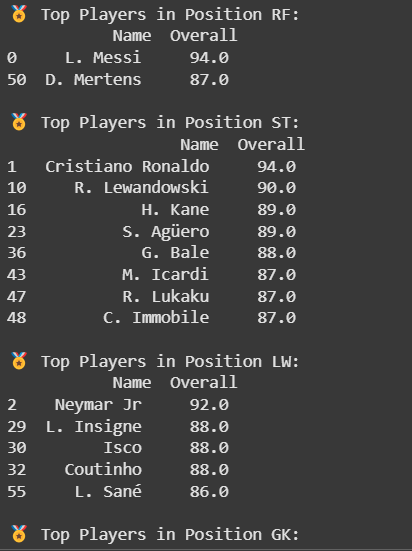 🏅 Top Players in Position RF:
Name Overall
0 L. Messi 94.0
50 D. Mertens 87.0
🏅 Top Players in Position ST:
Name Overall
1 Cristiano Ronaldo 94.0
10 R. Lewandowski 90.0
16 H. Kane 89.0
23 S. Agüero 89.0
36 G. Bale 88.0
43 M. Icardi 87.0
47 R. Lukaku 87.0
48 C. Immobile 87.0
🏅 Top Players in Position LW:
Name Overall
2 Neymar Jr 92.0
29 L. Insigne 88.0
30 Isco 88.0
32 Coutinho 88.0
55 L. Sané 86.0
🏅 Top Players in Position GK: